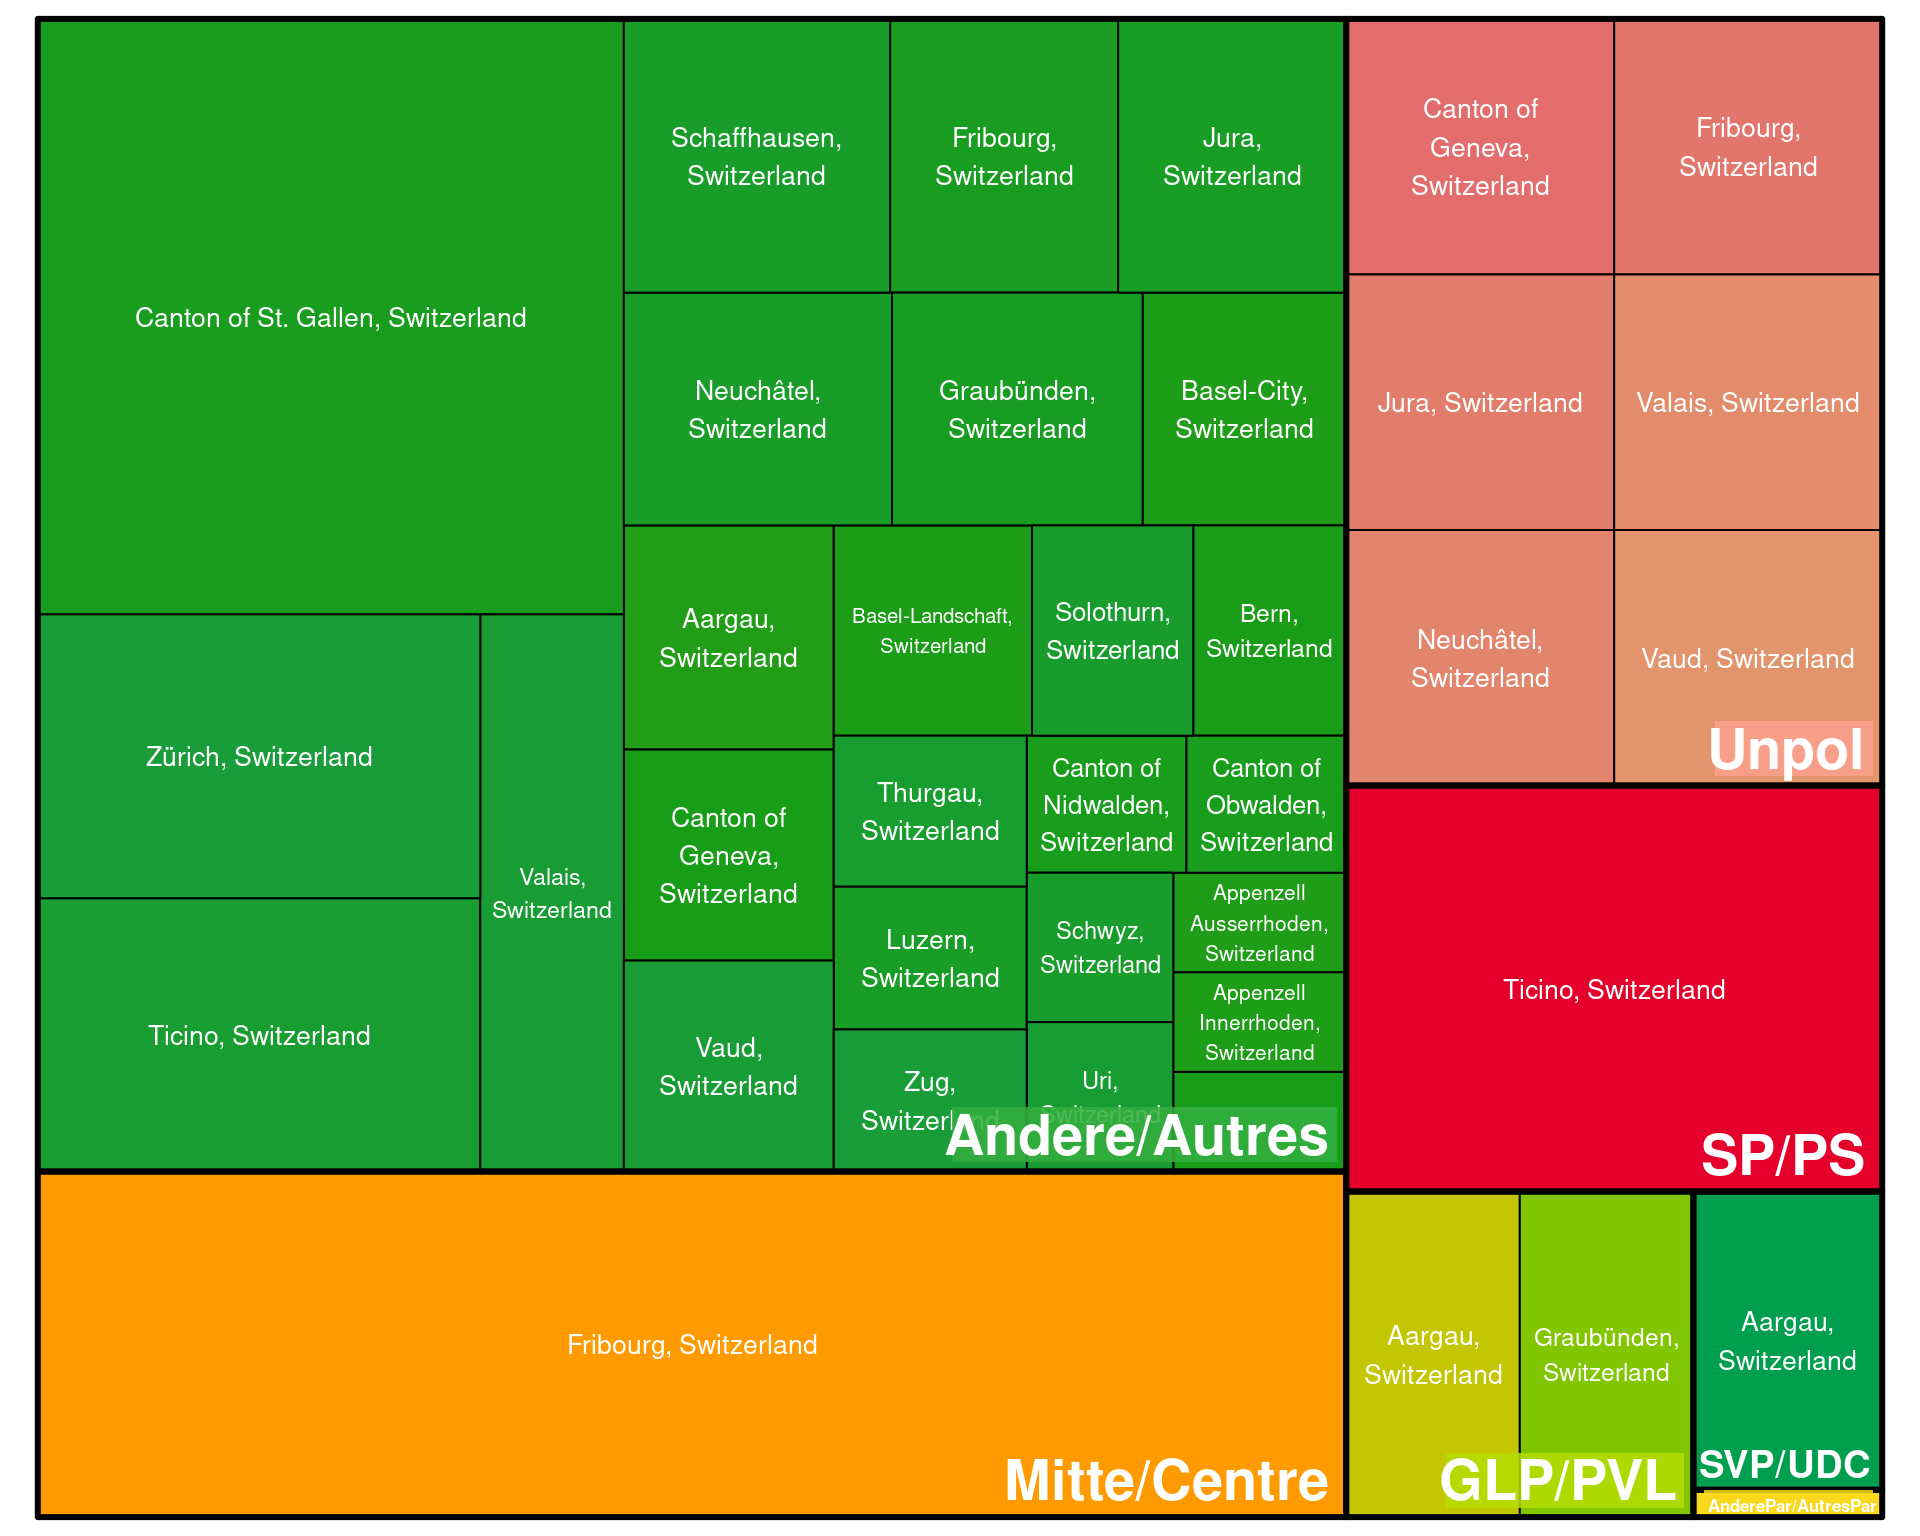 Canton of St. Gallen, Switzerland
Zürich, Switzerland
Ticino, Switzerland
Valais,
Switzerland
Schaffhausen,
Switzerland
Fribourg,
Switzerland
Jura,
Switzerland
Neuchâtel,
Switzerland
Graubünden,
Switzerland
Basel-City,
Switzerland
Aargau,
Switzerland
Basel-Landschaft,
Switzerland
Solothurn,
Switzerland
Bern,
Switzerland
Canton of
Geneva,
Switzerland
Thurgau,
Switzerland
Canton of
Nidwalden,
Switzerland
Canton of
Obwalden,
Switzerland
Luzern,
Switzerland
Schwyz,
Switzerland
Appenzell
Ausserrhoden,
Switzerland
Appenzell
Innerrhoden,
Switzerland
Vaud,
Switzerland
Zug,
Switzerland
Uri,
Switzerland
Andere/Autres
Fribourg, Switzerland
Mitte/Centre
Canton of
Geneva,
Switzerland
Fribourg,
Switzerland
Jura, Switzerland
Valais, Switzerland
Neuchâtel,
Switzerland
Vaud, Switzerland
Unpol
Ticino, Switzerland
SP/PS
Aargau,
Switzerland
Graubünden,
Switzerland
GLP/PVL
Aargau,
Switzerland
SVP/UDC
AnderePar/AutresPar